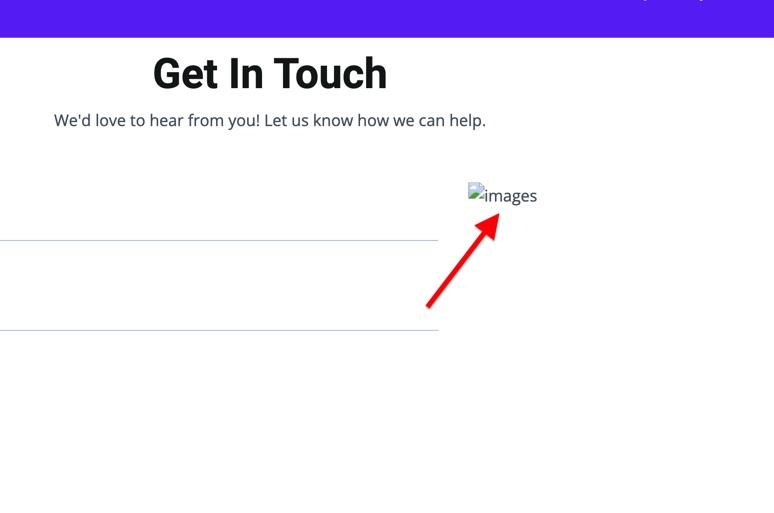 Get In Touch
We'd love to hear from you! Let us know how we can help.
images